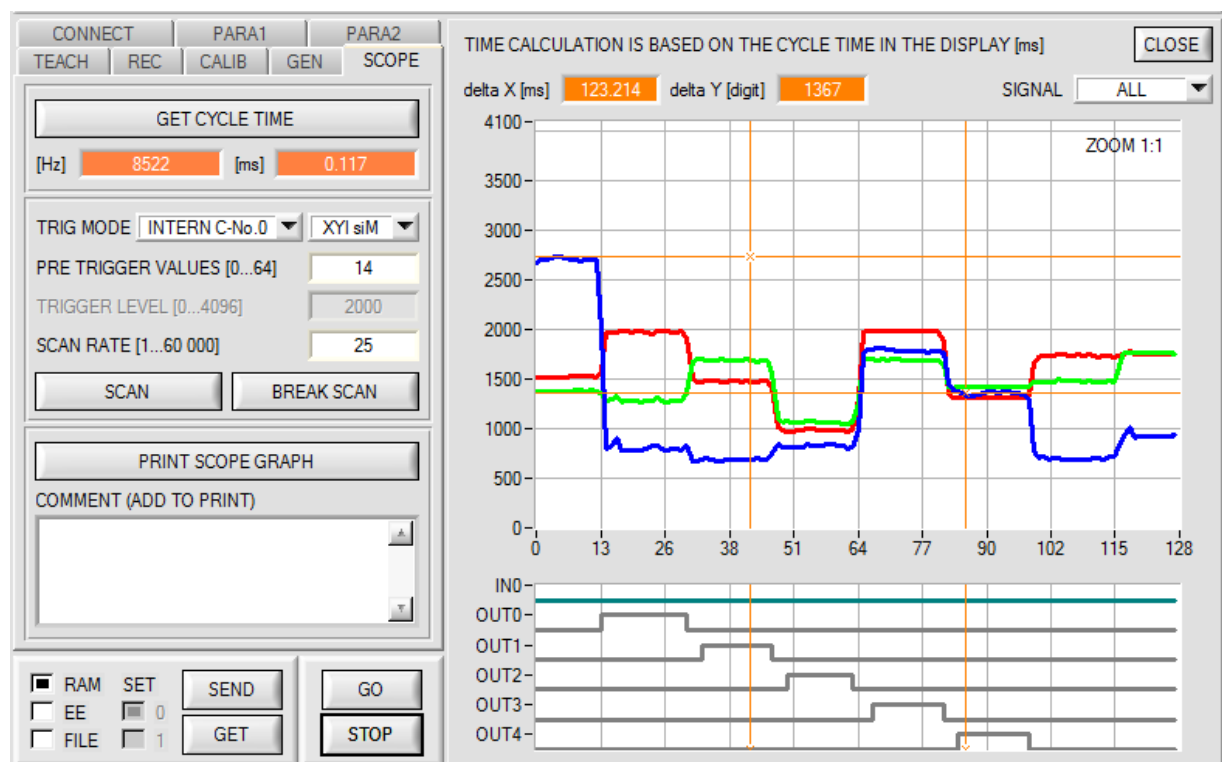 CONNECT PARA1 PARA2
TEACH REC CALIB GEN SCOPE
GET CYCLE TIME
[Hz] 8522 [ms] 0.117
TRIG MODE INTERN C-No.0 XYI siM
PRE TRIGGER VALUES [0...64] 14
TRIGGER LEVEL [0...4096] 2000
SCAN RATE [1...60 000] 25
SCAN BREAK SCAN
PRINT SCOPE GRAPH
COMMENT (ADD TO PRINT)
RAM SET SEND GO
EE 0
FILE 1 GET STOP
TIME CALCULATION IS BASED ON THE CYCLE TIME IN THE DISPLAY [ms] CLOSE
delta X [ms] 123.214 delta Y [digit] 1367 SIGNAL ALL
4100
ZOOM 1:1
3500
3000
2500
2000
1500
1000
500
0
0 13 26 38 51 64 77 90 102 115 128
IN0
OUT0
OUT1
OUT2
OUT3
OUT4